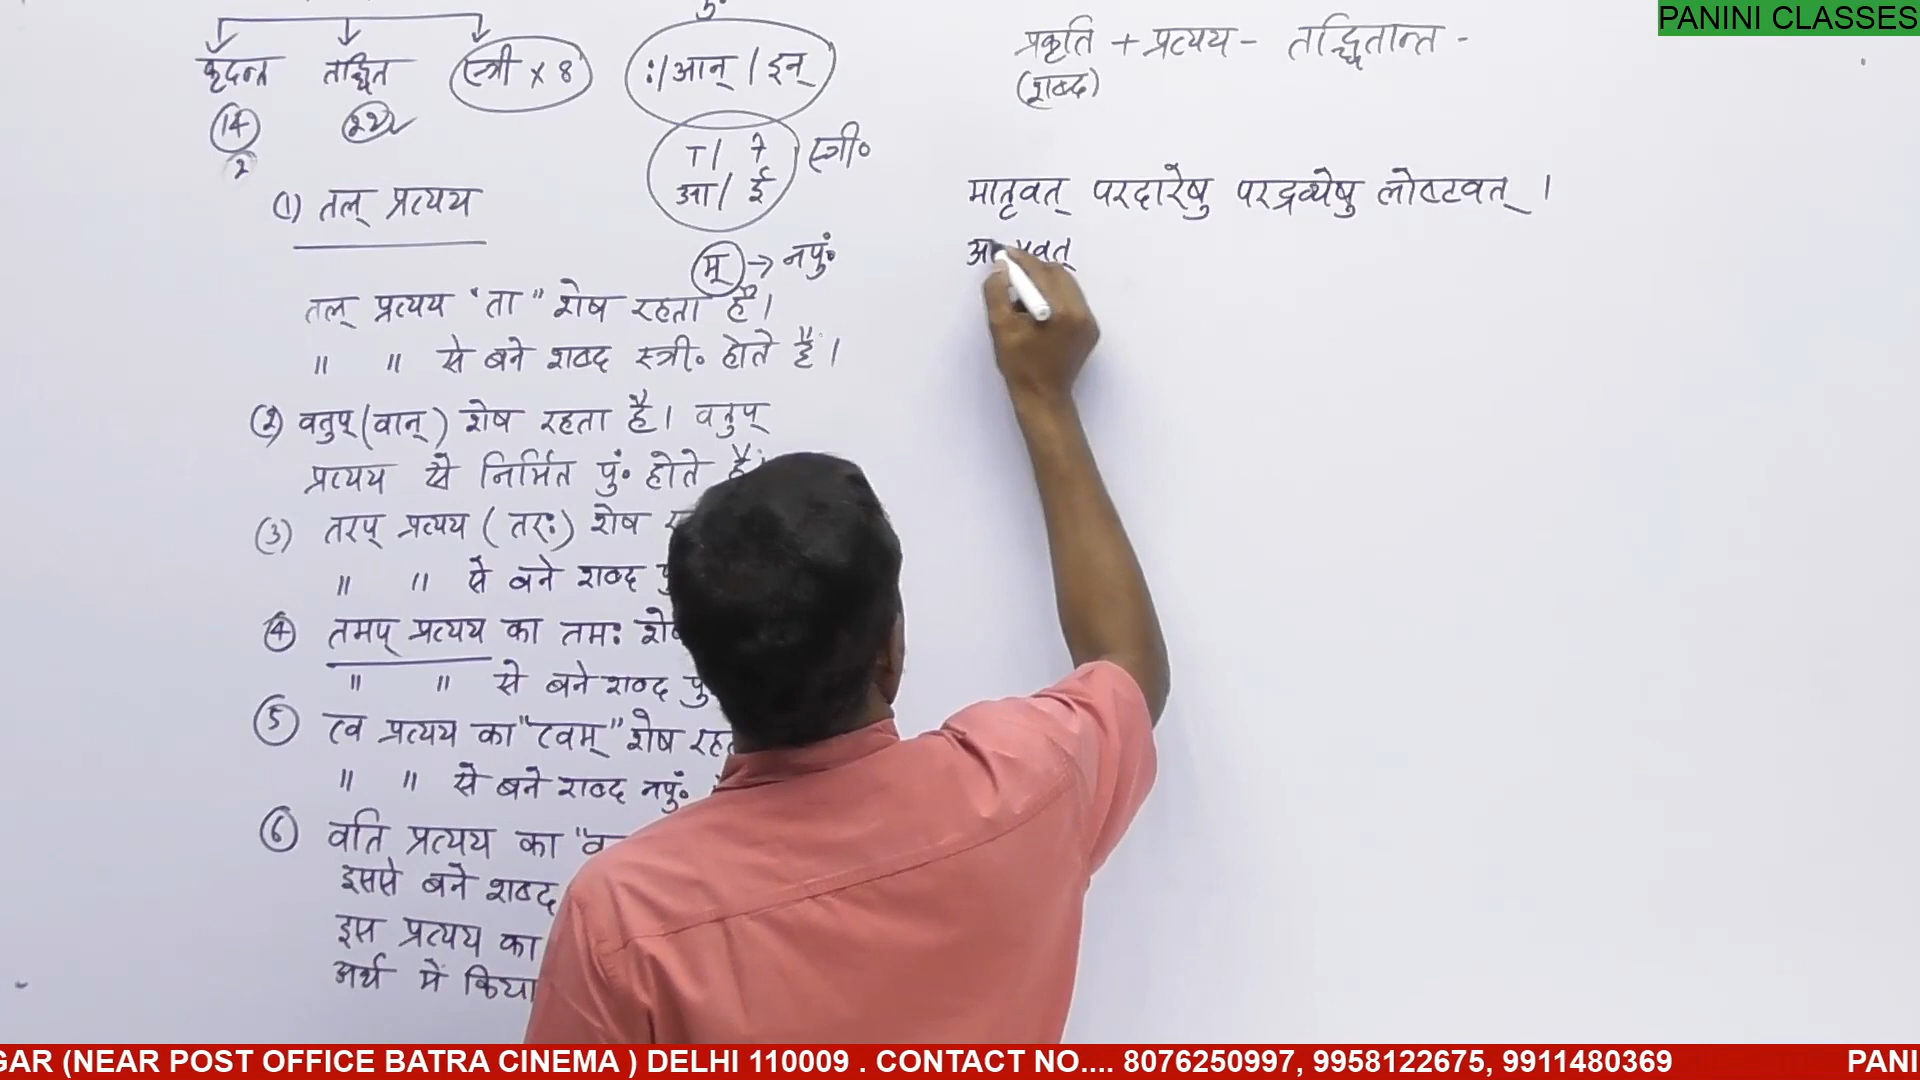 PANINI CLASSES
कृदन्त तद्धित स्त्री x 8 :/आन् / इन्
14
2
ा / ी स्त्री०
आ / ई
(1) तल् प्रत्यय
म् → नपुं०
तल् प्रत्यय "ता" शेष रहता है।
" " से बने शब्द स्त्री० होते हैं।
(2) वतुप् (वान्) शेष रहता है। वतुप्
प्रत्यय से निर्मित पुं० होते हैं
(3) तरप् प्रत्यय ( तरः) शेष
" " से बने शब्द
(4) तमप् प्रत्यय का तमः
" " से बने शब्द
(5) त्व प्रत्यय का "त्वम्" शेष
" " से बने शब्द नपुं०
(6) वति प्रत्यय का
इससे बने शब्द
इस प्रत्यय का
अर्थ में किया
प्रकृति + प्रत्यय - तद्धितान्त -
(शब्द)
मातृवत् परदारेषु परद्रव्येषु लोष्टवत् ।
GAR (NEAR POST OFFICE BATRA CINEMA ) DELHI 110009 . CONTACT NO.... 8076250997, 9958122675, 9911480369 PANI